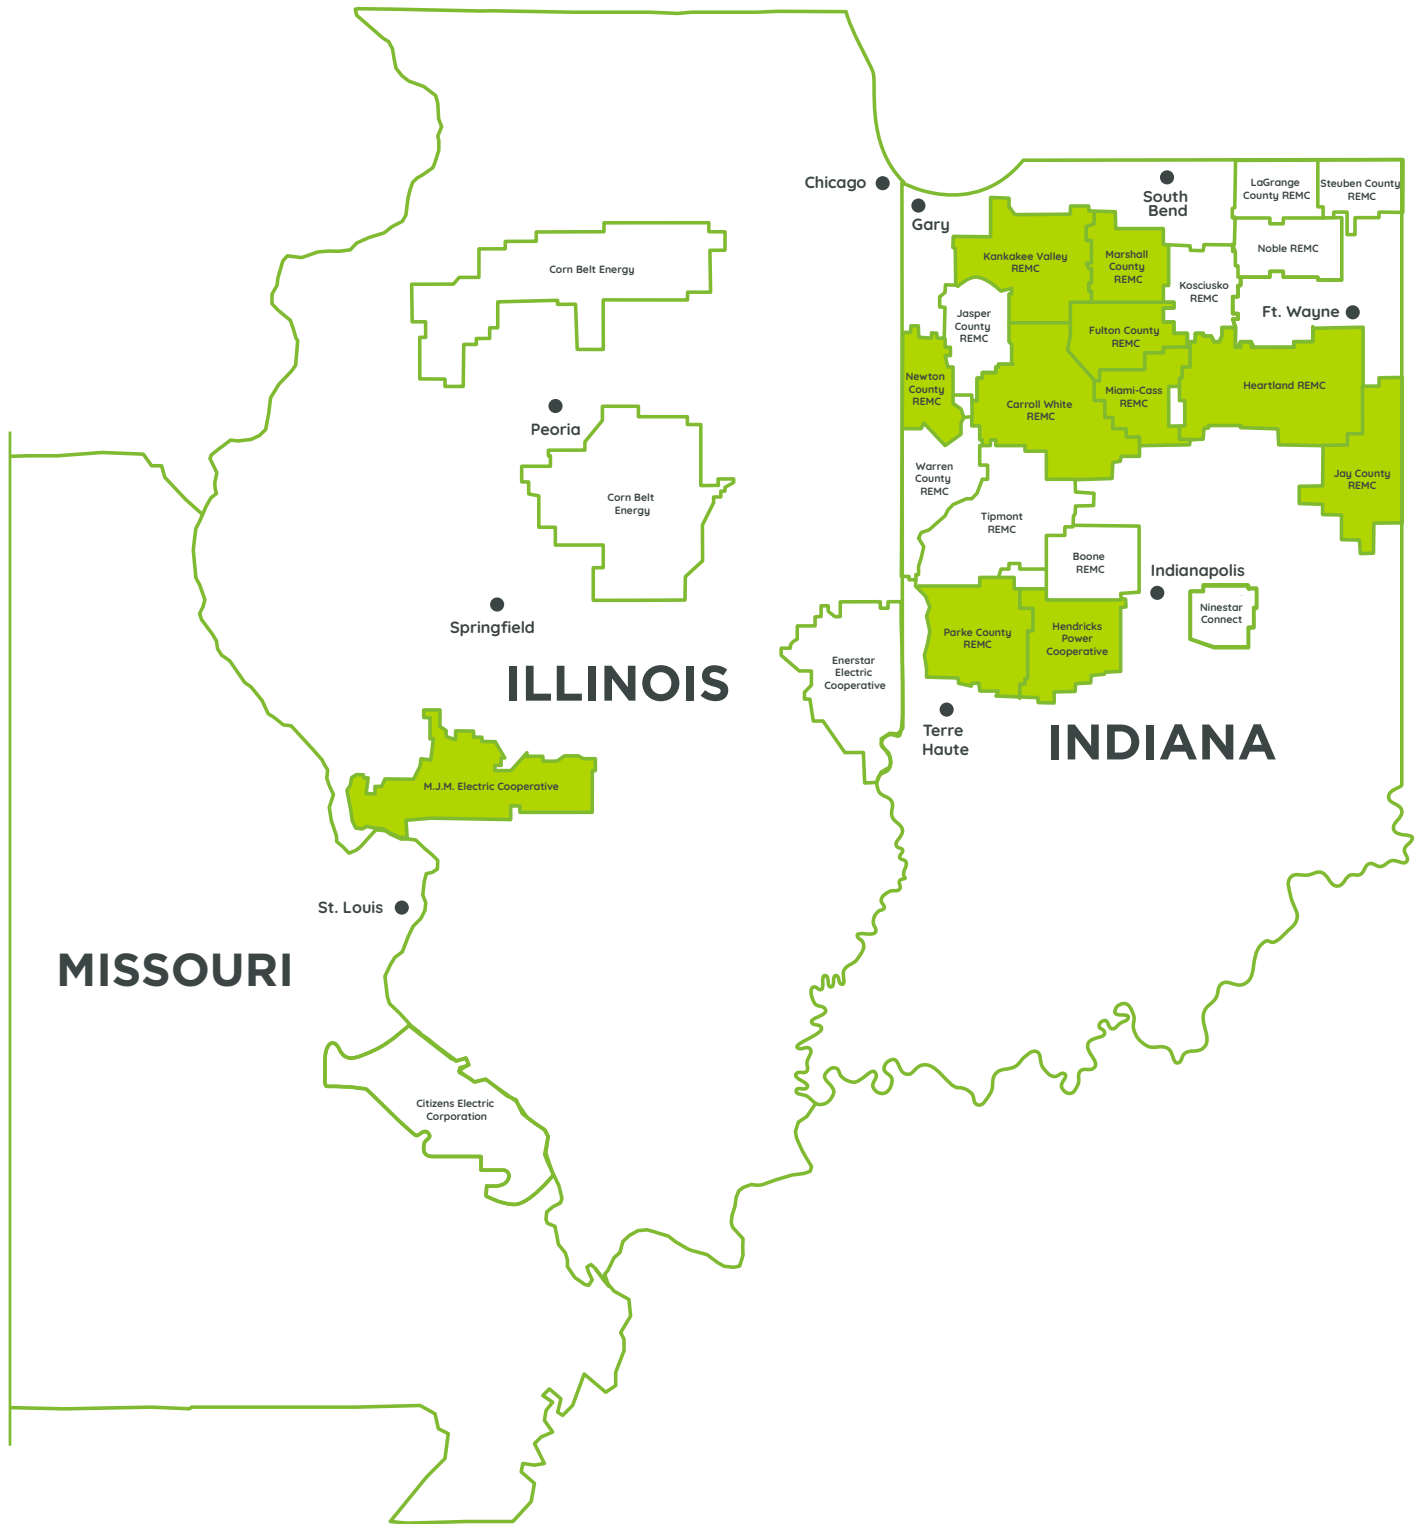 Chicago
Gary
South
Bend
LaGrange
County REMC
Steuben County
REMC
Noble REMC
Kankakee Valley
REMC
Marshall
County
REMC
Kosciusko
REMC
Ft. Wayne
Corn Belt Energy
Jasper
County
REMC
Fulton County
REMC
Newton
County
REMC
Carroll White
REMC
Miami-Cass
REMC
Heartland REMC
Peoria
Warren
County
REMC
Jay County
REMC
Corn Belt
Energy
Tipmont
REMC
Boone
REMC
Indianapolis
Springfield
Ninestar
Connect
Parke County
REMC
Hendricks
Power
Cooperative
Enerstar
Electric
Cooperative
ILLINOIS
Terre
Haute
INDIANA
M.J.M. Electric Cooperative
St. Louis
MISSOURI
Citizens Electric
Corporation